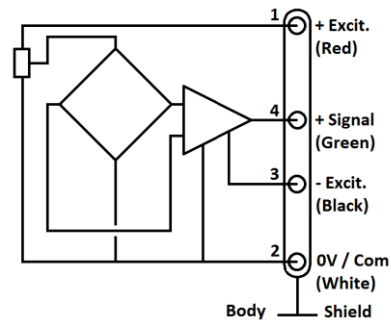 1 + Excit.
(Red)
4 + Signal
(Green)
3 - Excit.
(Black)
2 0V / Com
(White)
Body Shield